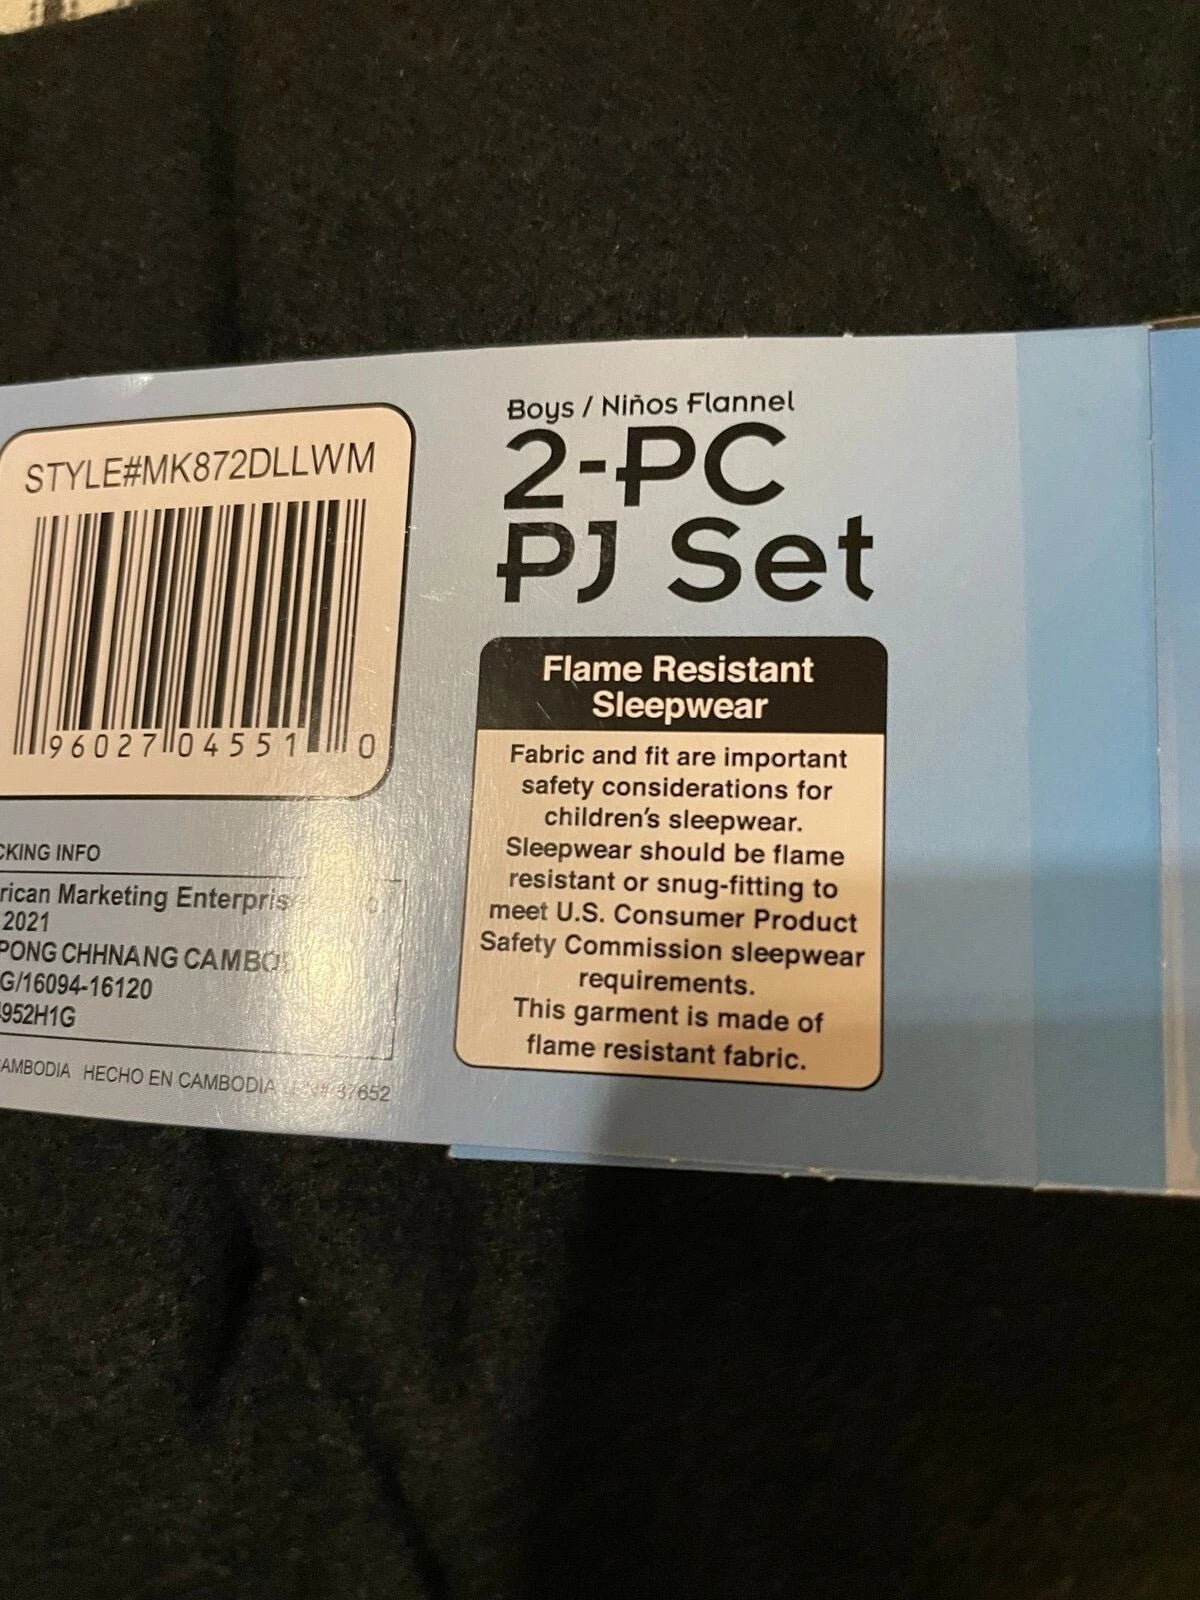 STYLE#MK872DLLWM
96027 04551 0
CKING INFO
rican Marketing Enterpris
2021
PONG CHHNANG CAMBO
G/16094-16120
952H1G
AMBODIA HECHO EN CAMBODIA 37652
Boys / Niños Flannel
2-PC
PJ Set
Flame Resistant
Sleepwear
Fabric and fit are important
safety considerations for
children's sleepwear.
Sleepwear should be flame
resistant or snug-fitting to
meet U.S. Consumer Product
Safety Commission sleepwear
requirements.
This garment is made of
flame resistant fabric.